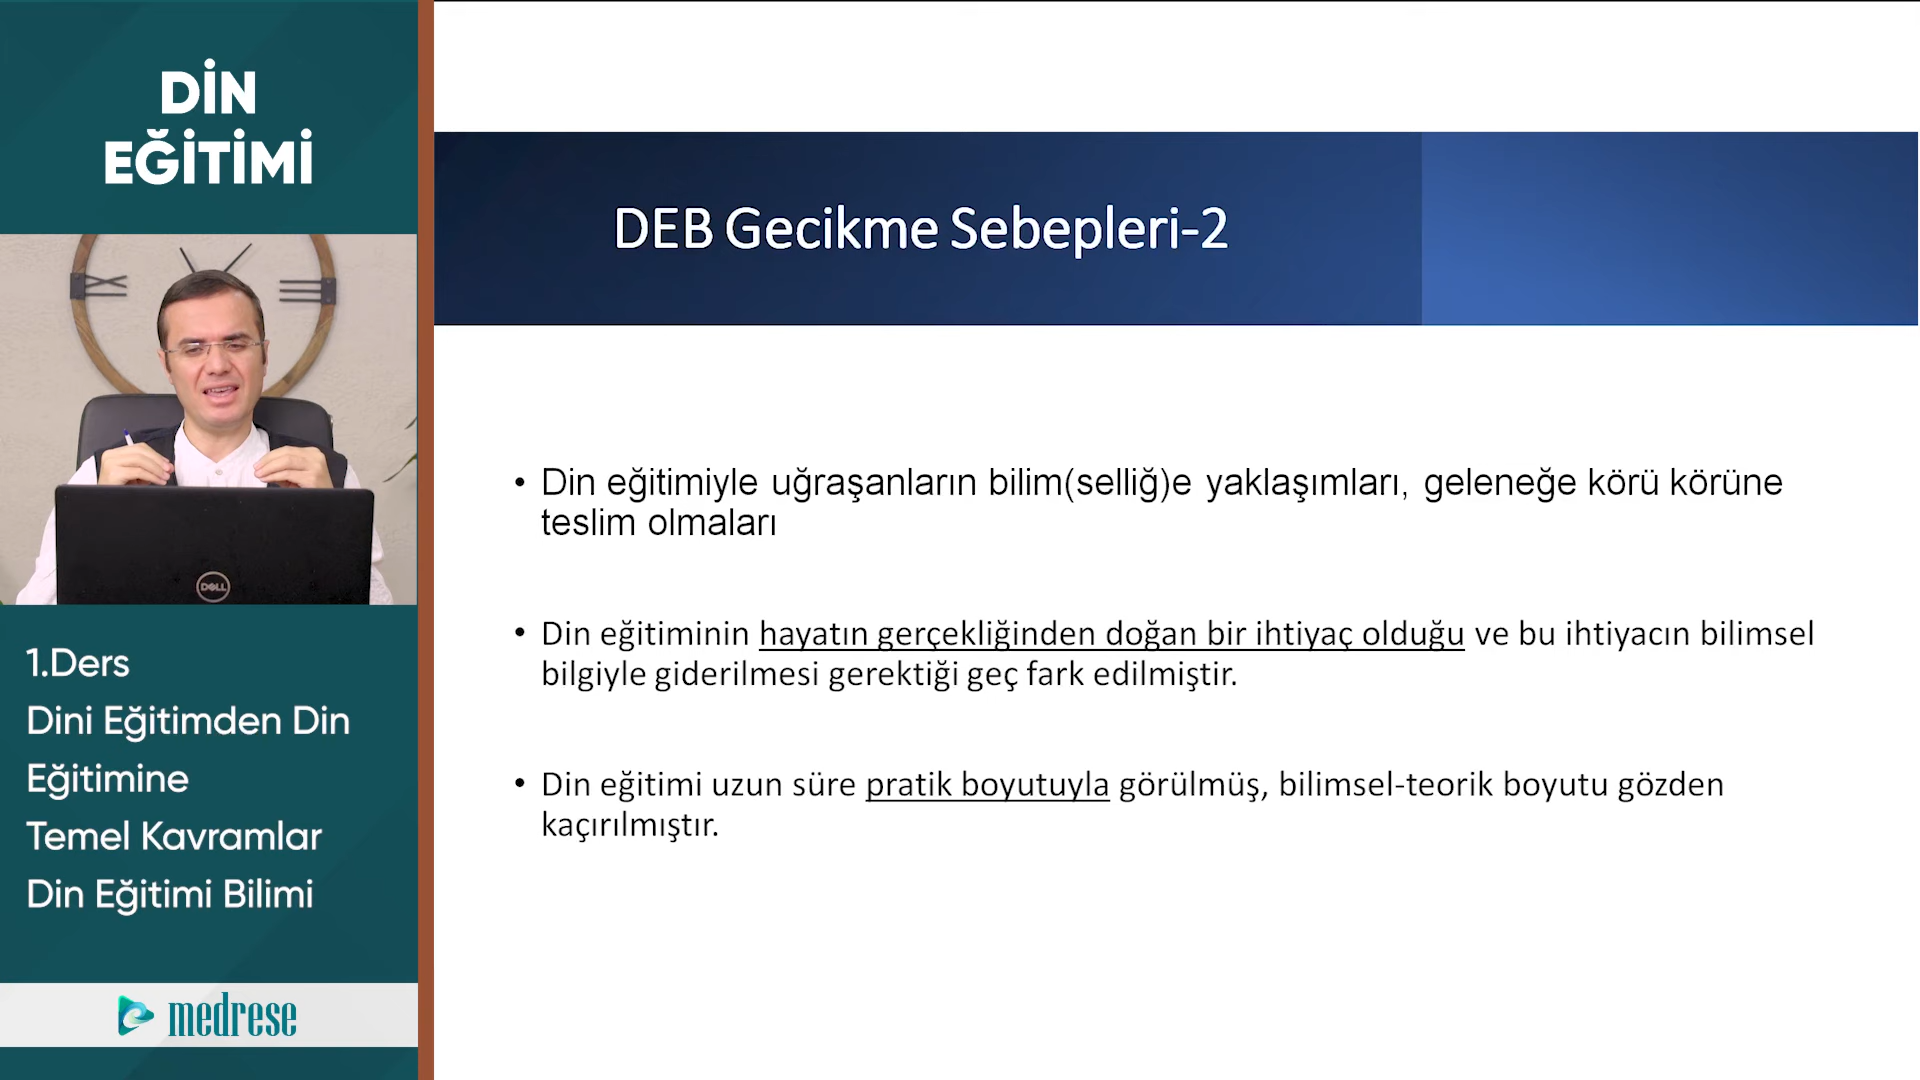 DİN
EĞİTİMİ
DELL
1.Ders
Dini Eğitimden Din
Eğitimine
Temel Kavramlar
Din Eğitimi Bilimi
medrese
DEB Gecikme Sebepleri-2
• Din eğitimiyle uğraşanların bilim(selliğ)e yaklaşımları, geleneğe körü körüne
teslim olmaları
• Din eğitiminin hayatın gerçekliğinden doğan bir ihtiyaç olduğu ve bu ihtiyacın bilimsel
bilgiyle giderilmesi gerektiği geç fark edilmiştir.
• Din eğitimi uzun süre pratik boyutuyla görülmüş, bilimsel-teorik boyutu gözden
kaçırılmıştır.